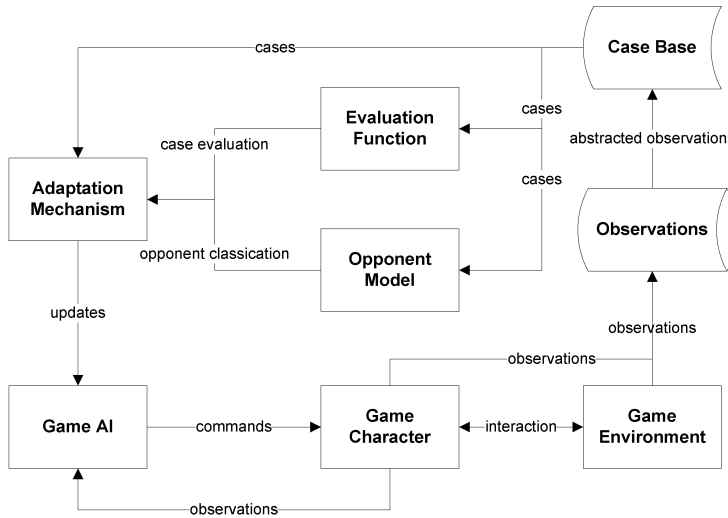 Case Base
cases
cases
Evaluation
Function
case evaluation
abstracted observation
cases
Adaptation
Mechanism
Observations
opponent classication
Opponent
Model
updates
observations
observations
Game AI
commands
Game
Character
interaction
Game
Environment
observations